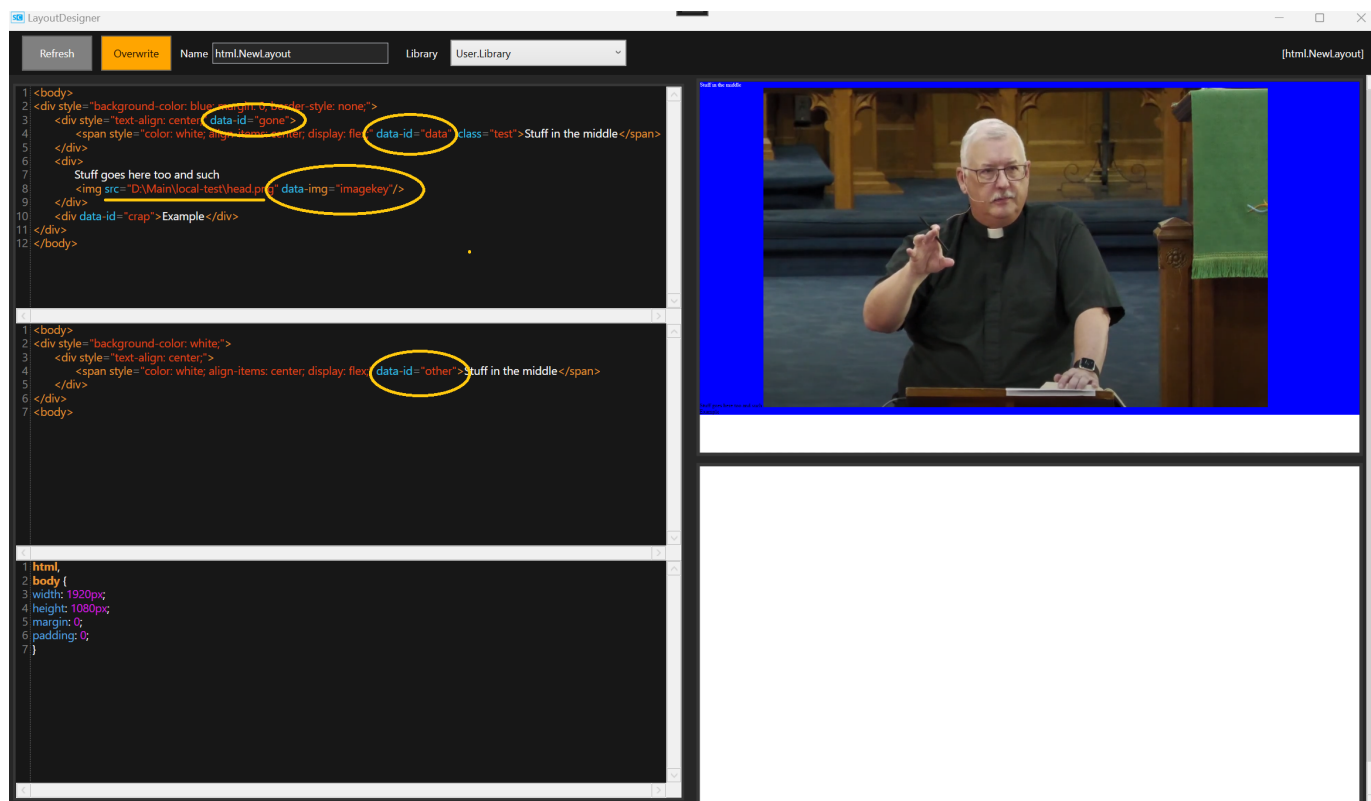 LayoutDesigner
Refresh Overwrite Name html.NewLayout Library User.Library [html.NewLayout]
1 <body>
2 <div style="background-color: blue; margin: 0; border-style: none;">
3 <div style="text-align: center;" data-id="gone">
4 <span style="color: white; align-items: center; display: flex;" data-id="data" class="test">Stuff in the middle</span>
5 </div>
6 <div>
7 Stuff goes here too and such
8 <img src="D:\Main\local-test\head.png" data-img="imagekey"/>
9 </div>
10 <div data-id="crap">Example</div>
11 </div>
12 </body>
1 <body>
2 <div style="background-color: white;">
3 <div style="text-align: center;">
4 <span style="color: white; align-items: center; display: flex;" data-id="other">Stuff in the middle</span>
5 </div>
6 </div>
7 <body>
1 html,
2 body {
3 width: 1920px;
4 height: 1080px;
5 margin: 0;
6 padding: 0;
7 }
Stuff in the middle